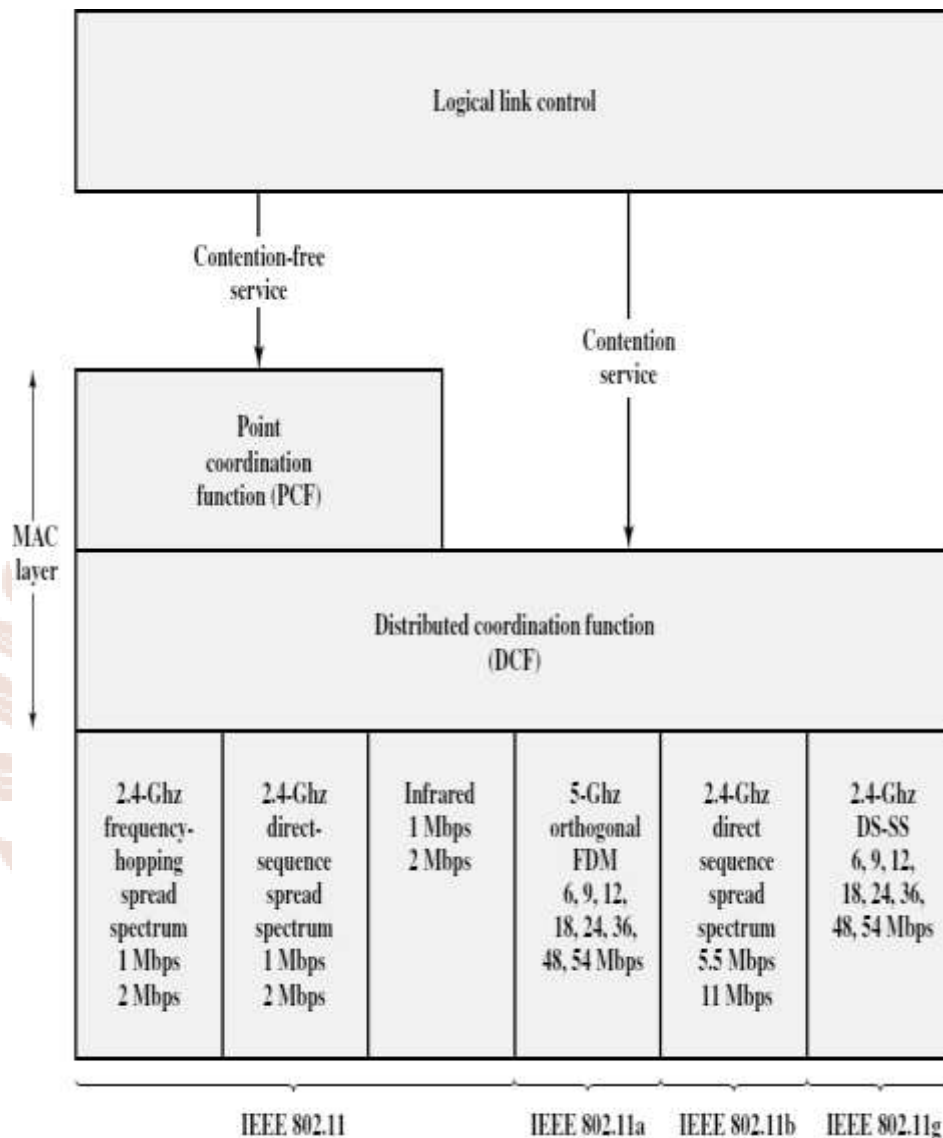 Logical link control
Contention-free
service
Contention
service
Point
coordination
function (PCF)
MAC
layer
Distributed coordination function
(DCF)
2.4-Ghz
frequency-
hopping
spread
spectrum
1 Mbps
2 Mbps
2.4-Ghz
direct-
sequence
spread
spectrum
1 Mbps
2 Mbps
Infrared
1 Mbps
2 Mbps
5-Ghz
orthogonal
FDM
6, 9, 12,
18, 24, 36,
48, 54 Mbps
2.4-Ghz
direct
sequence
spread
spectrum
5.5 Mbps
11 Mbps
2.4-Ghz
DS-SS
6, 9, 12,
18, 24, 36,
48, 54 Mbps
IEEE 802.11
IEEE 802.11a
IEEE 802.11b
IEEE 802.11g